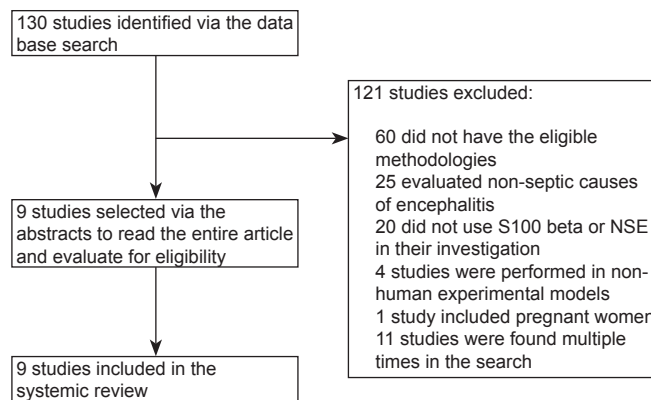 130 studies identified via the data
base search
121 studies excluded:
60 did not have the eligible
methodologies
25 evaluated non-septic causes
of encephalitis
20 did not use S100 beta or NSE
in their investigation
4 studies were performed in non-
human experimental models
1 study included pregnant women
11 studies were found multiple
times in the search
9 studies selected via the
abstracts to read the entire article
and evaluate for eligibility
9 studies included in the
systemic review